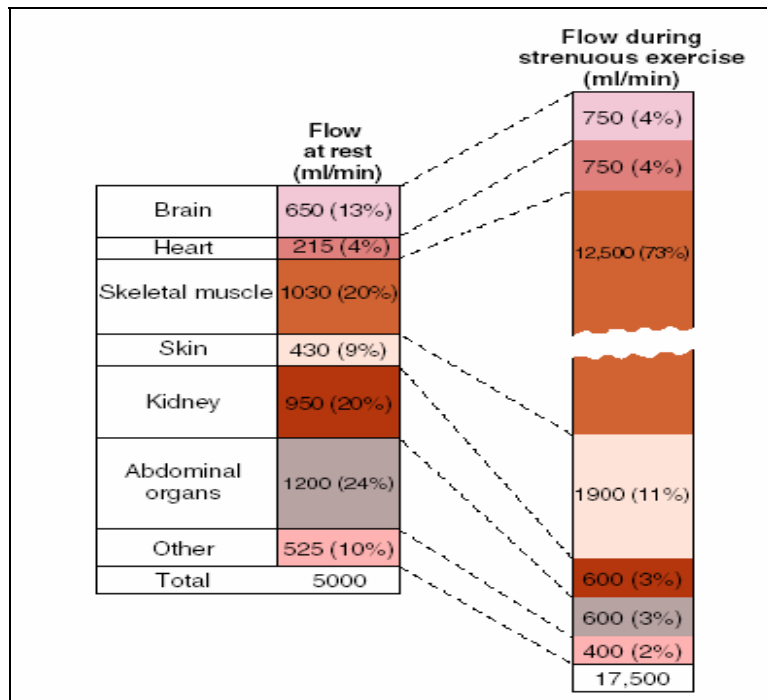 Flow during
strenuous exercise
(ml/min)
750 (4%)
750 (4%)
12,500 (73%)
1900 (11%)
600 (3%)
600 (3%)
400 (2%)
17,500
Flow
at rest
(ml/min)
Brain 650 (13%)
Heart 215 (4%)
Skeletal muscle 1030 (20%)
Skin 430 (9%)
Kidney 950 (20%)
Abdominal
organs 1200 (24%)
Other 525 (10%)
Total 5000